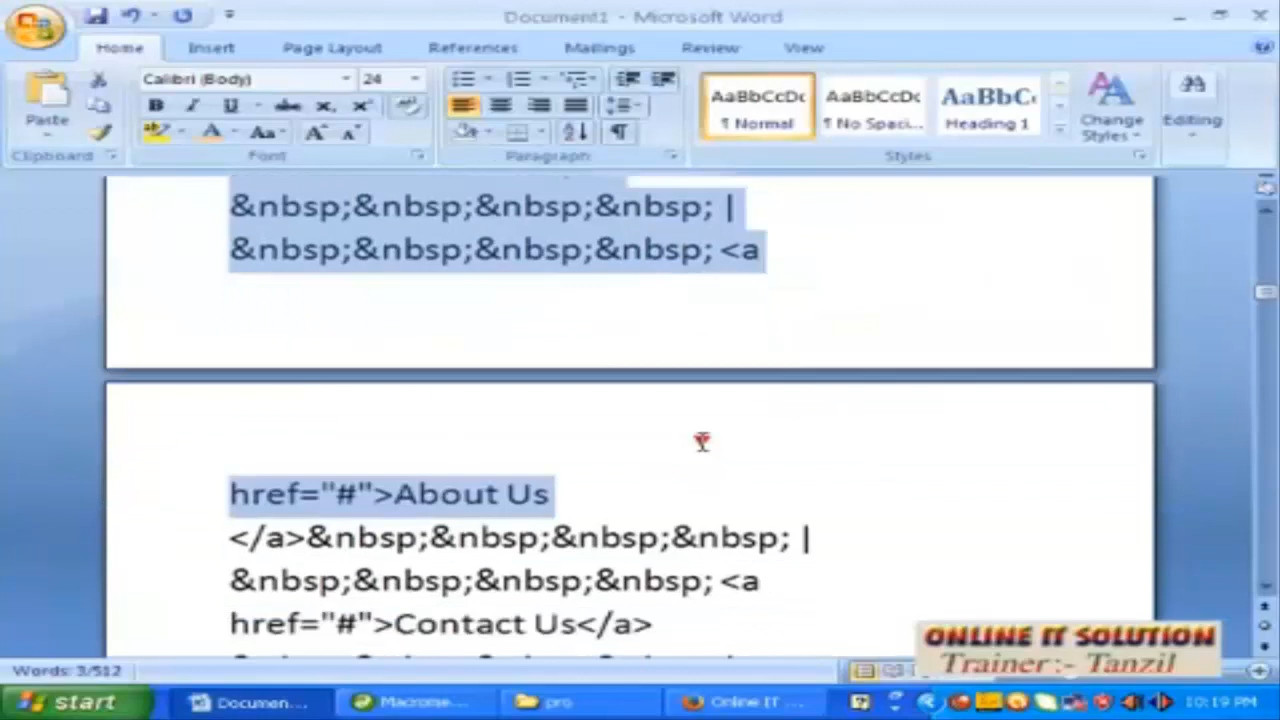 Document1 - Microsoft Word
Home Insert Page Layout References Mailings Review View
Calibri (Body) 24
AaBbCcDc AaBbCcDc AaBbC
Paste ¶ Normal ¶ No Spaci... Heading 1 Change Styles Editing
Clipboard Font Paragraph Styles
&nbsp;&nbsp;&nbsp;&nbsp; |
&nbsp;&nbsp;&nbsp;&nbsp; <a
href="#">About Us
</a>&nbsp;&nbsp;&nbsp;&nbsp; |
&nbsp;&nbsp;&nbsp;&nbsp; <a
href="#">Contact Us</a>
ONLINE IT SOLUTION
Trainer :- Tanzil
Words: 3/512
start Documen... Macrome... pro Online IT ... 10:19 PM